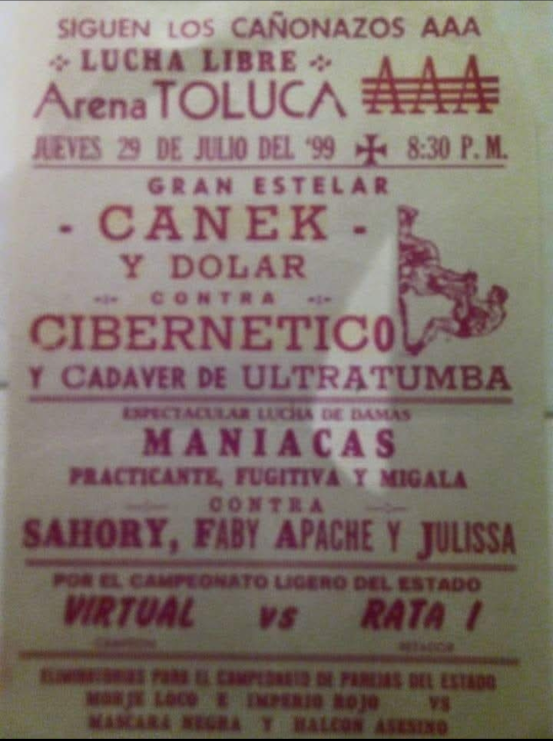 SIGUEN LOS CAÑONAZOS AAA
LUCHA LIBRE
Arena TOLUCA AAA
JUEVES 29 DE JULIO DEL '99 8:30 P. M.
GRAN ESTELAR
- CANEK -
Y DOLAR
CONTRA
CIBERNETICO
Y CADAVER DE ULTRATUMBA
ESPECTACULAR LUCHA DE DAMAS
MANIACAS
PRACTICANTE, FUGITIVA Y MIGALA
CONTRA
SAHORY, FABY APACHE Y JULISSA
POR EL CAMPEONATO LIGERO DEL ESTADO
VIRTUAL vs RATA I
CAMPEON RETADOR
ELIMINATORIAS PARA EL CAMPEONATO DE PAREJAS DEL ESTADO
MONJE LOCO E IMPERIO ROJO VS
MASCARA NEGRA Y HALCON ASESINO